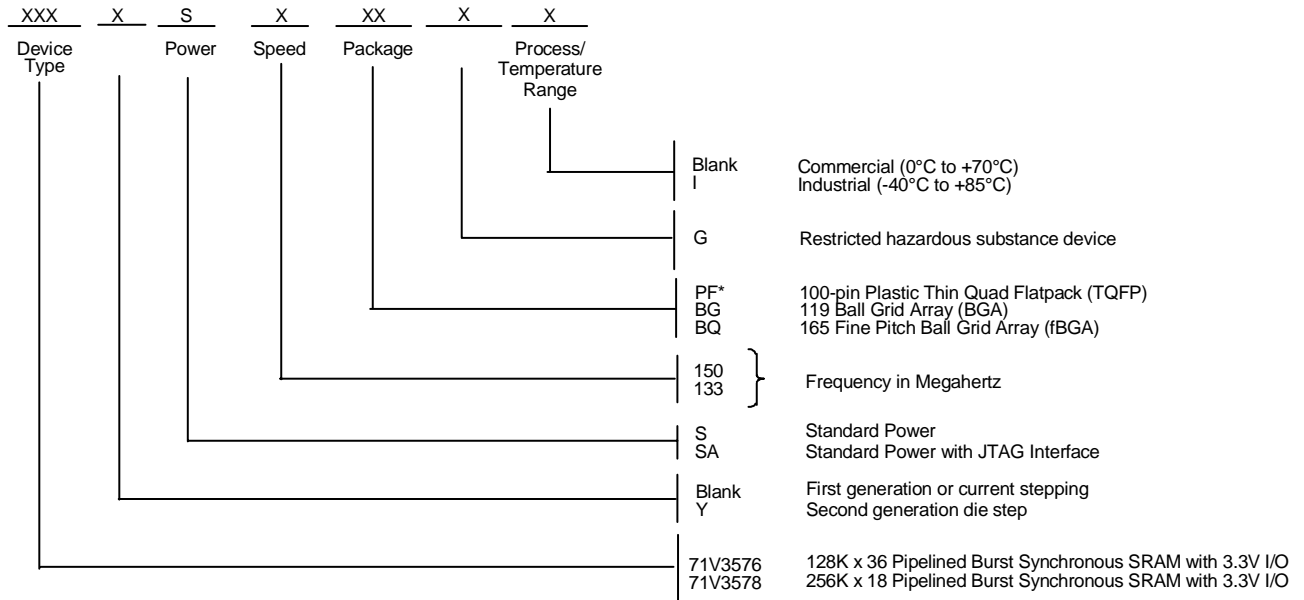 XXX X S X XX X X
Device Type Power Speed Package Process/ Temperature Range
Blank Commercial (0°C to +70°C)
I Industrial (-40°C to +85°C)
G Restricted hazardous substance device
PF* 100-pin Plastic Thin Quad Flatpack (TQFP)
BG 119 Ball Grid Array (BGA)
BQ 165 Fine Pitch Ball Grid Array (fBGA)
150
133
Frequency in Megahertz
S Standard Power
SA Standard Power with JTAG Interface
Blank First generation or current stepping
Y Second generation die step
71V3576 128K x 36 Pipelined Burst Synchronous SRAM with 3.3V I/O
71V3578 256K x 18 Pipelined Burst Synchronous SRAM with 3.3V I/O